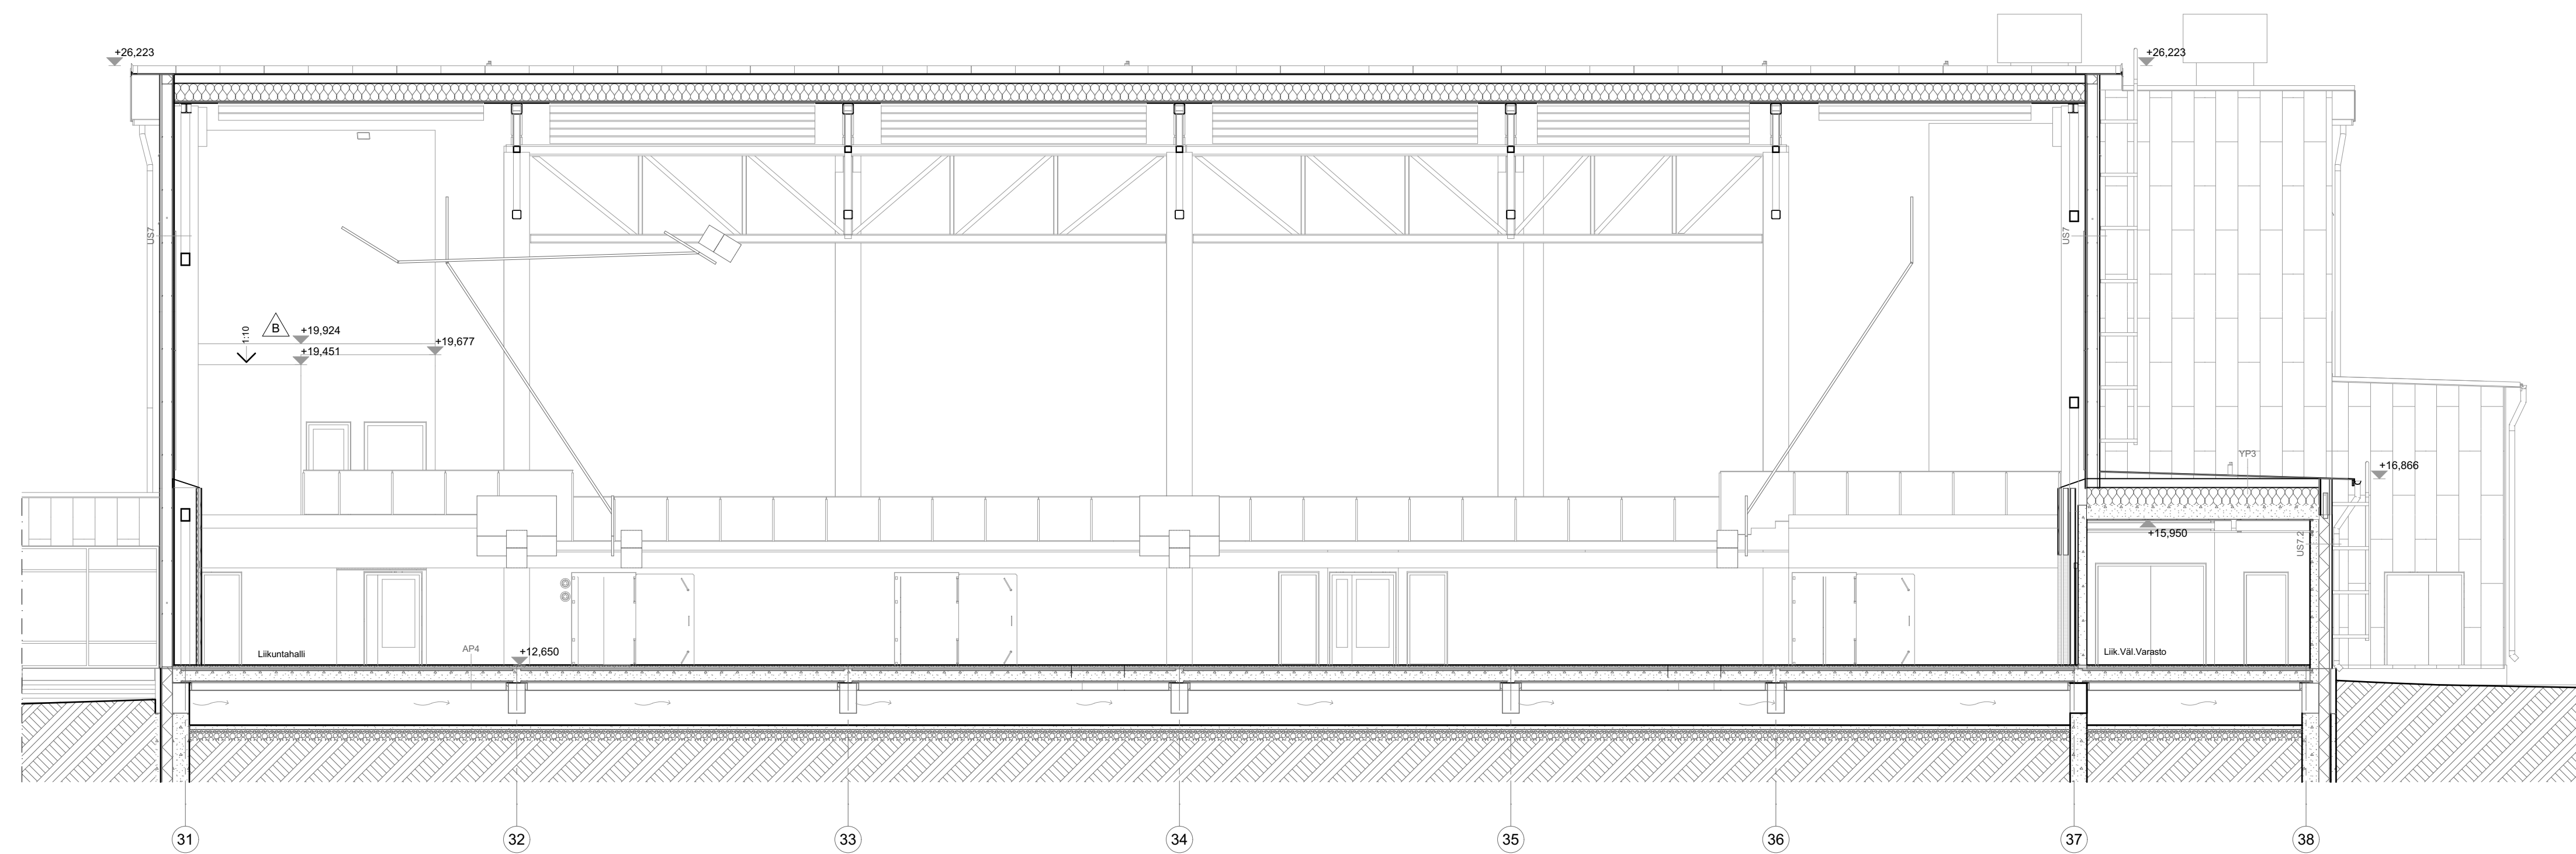 +26,223
+26,223
US7
US7
1:10
B
+19,924
+19,451
+19,677
YP3
+16,866
+15,950
US7.2
Liikuntahalli
AP4
+12,650
Liik.Väl.Varasto
31
32
33
34
35
36
37
38